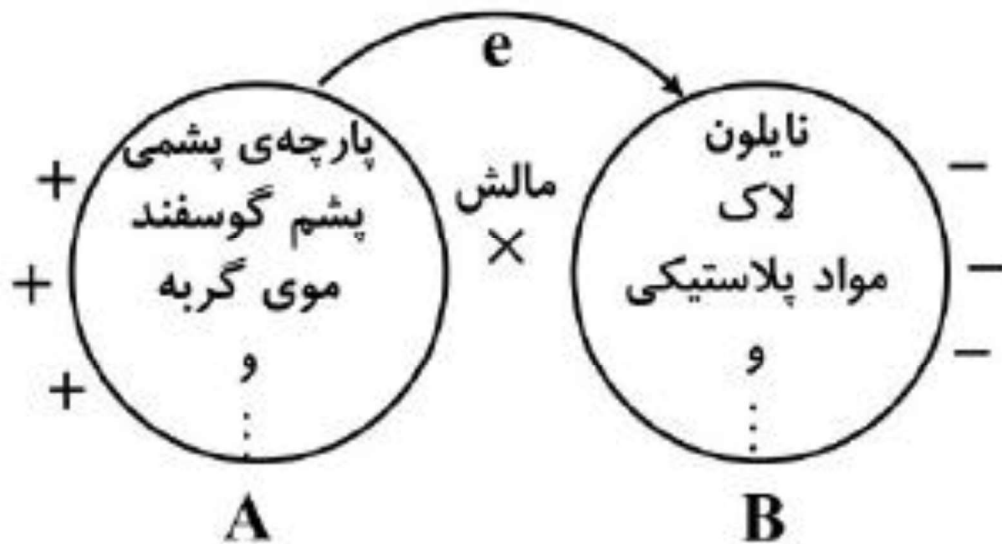 e
پارچه‌ی پشمی
پشم گوسفند
موی گربه
و
⋮
+
+
+
مالش
×
نایلون
لاک
مواد پلاستیکی
و
⋮
−
−
−
A
B